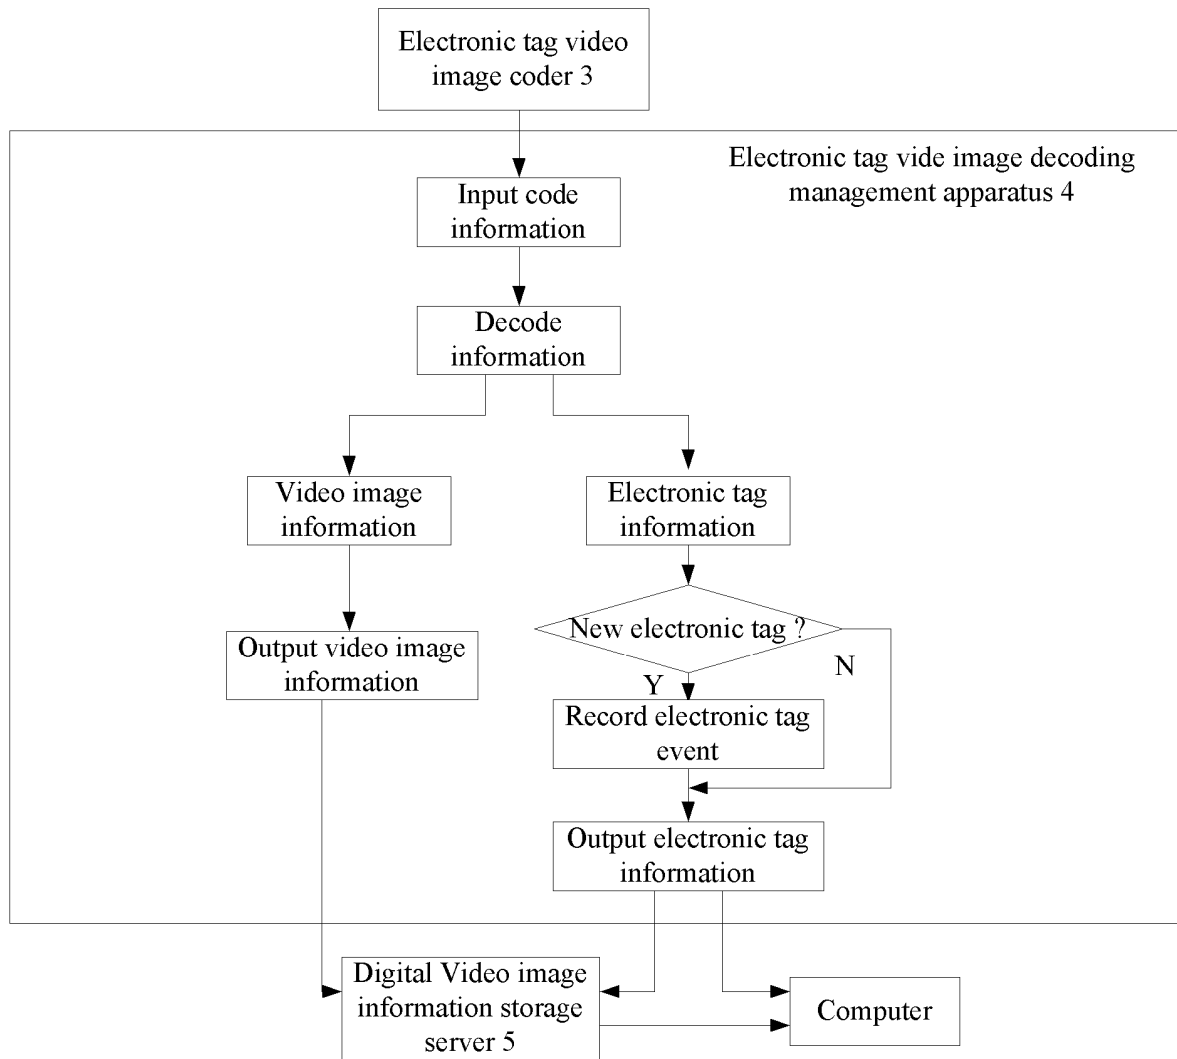 Electronic tag video
image coder 3
Electronic tag vide image decoding
management apparatus 4
Input code
information
Decode
information
Video image
information
Electronic tag
information
New electronic tag ?
N
Y
Output video image
information
Record electronic tag
event
Output electronic tag
information
Digital Video image
information storage
server 5
Computer